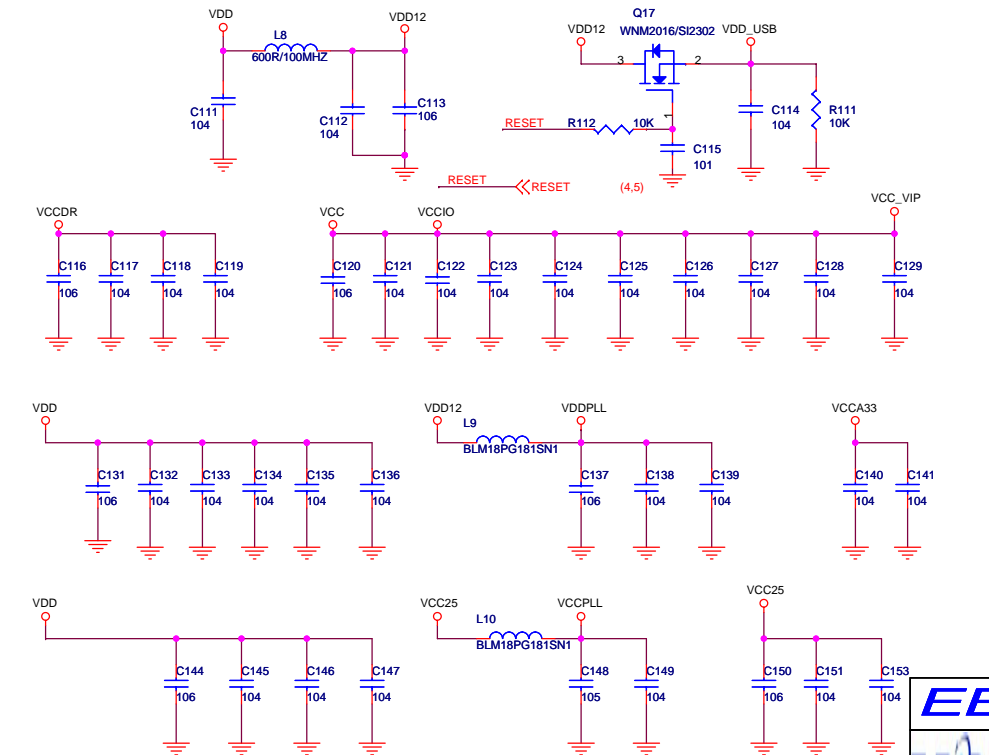 VDD
L8
600R/100MHZ
VDD12
C111
104
C112
104
C113
106
Q17
WNM2016/SI2302
VDD12
VDD_USB
3
2
1
RESET
R112
10K
C115
101
C114
104
R111
10K
RESET
RESET
(4,5)
VCCDR
C116
106
C117
104
C118
104
C119
104
VCC
VCCIO
VCC_VIP
C120
106
C121
104
C122
104
C123
104
C124
104
C125
104
C126
104
C127
104
C128
104
C129
104
VDD
C131
106
C132
104
C133
104
C134
104
C135
104
C136
104
VDD12
L9
BLM18PG181SN1
VDDPLL
C137
106
C138
104
C139
104
VCCA33
C140
104
C141
104
VDD
C144
106
C145
104
C146
104
C147
104
VCC25
L10
BLM18PG181SN1
VCCPLL
C148
105
C149
104
VCC25
C150
106
C151
104
C153
104